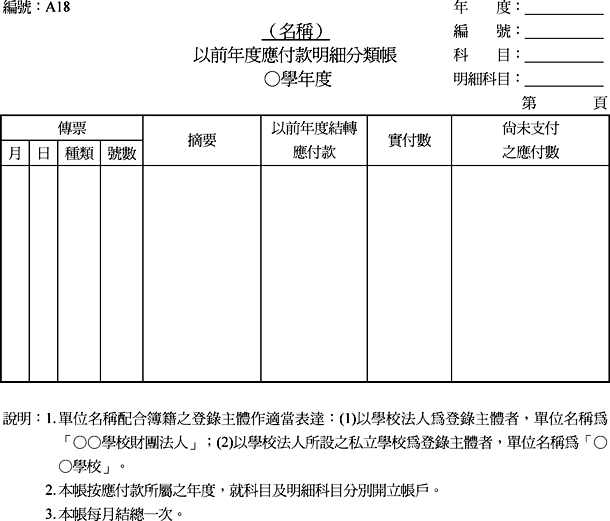 編號：A18
年　度：
（名稱）
編　號：
以前年度應付款明細分類帳
科　目：
○學年度
明細科目：
第　頁
傳票
摘要
以前年度結轉
應付款
實付數
尚未支付
之應付數
月 日 種類 號數
說明：1.單位名稱配合簿籍之登錄主體作適當表達：(1)以學校法人為登錄主體者，單位名稱為
「○○學校財團法人」；(2)以學校法人所設之私立學校為登錄主體者，單位名稱為「○
○學校」。
2.本帳按應付款所屬之年度，就科目及明細科目分別開立帳戶。
3.本帳每月結總一次。